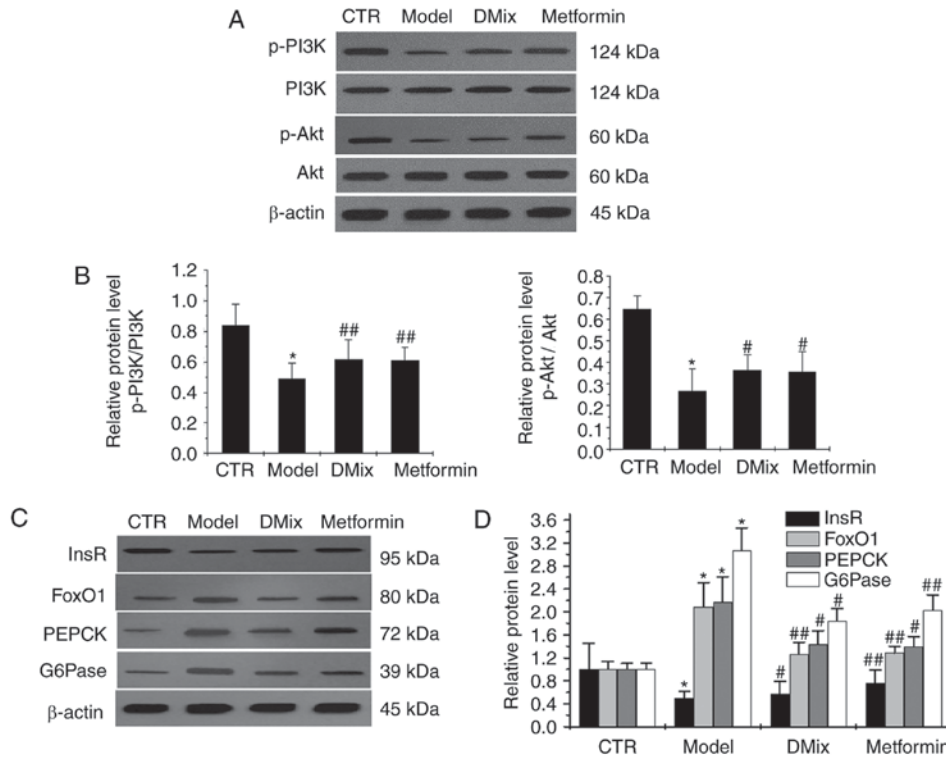 A
CTR Model DMix Metformin
p-PI3K 124 kDa
PI3K 124 kDa
p-Akt 60 kDa
Akt 60 kDa
β-actin 45 kDa
B
Relative protein level
p-PI3K/PI3K
1.2
1.0
0.8
0.6
0.4
0.2
0.0
* ## ##
CTR Model DMix Metformin
Relative protein level
p-Akt / Akt
0.8
0.7
0.6
0.5
0.4
0.3
0.2
0.1
0.0
* # #
CTR Model DMix Metformin
C
CTR Model DMix Metformin
InsR 95 kDa
FoxO1 80 kDa
PEPCK 72 kDa
G6Pase 39 kDa
β-actin 45 kDa
D
Relative protein level
3.6
3.2
2.8
2.4
2.0
1.6
1.2
0.8
0.4
0.0
InsR
FoxO1
PEPCK
G6Pase
* * * *
# ## # #
## ## # ##
CTR Model DMix Metformin